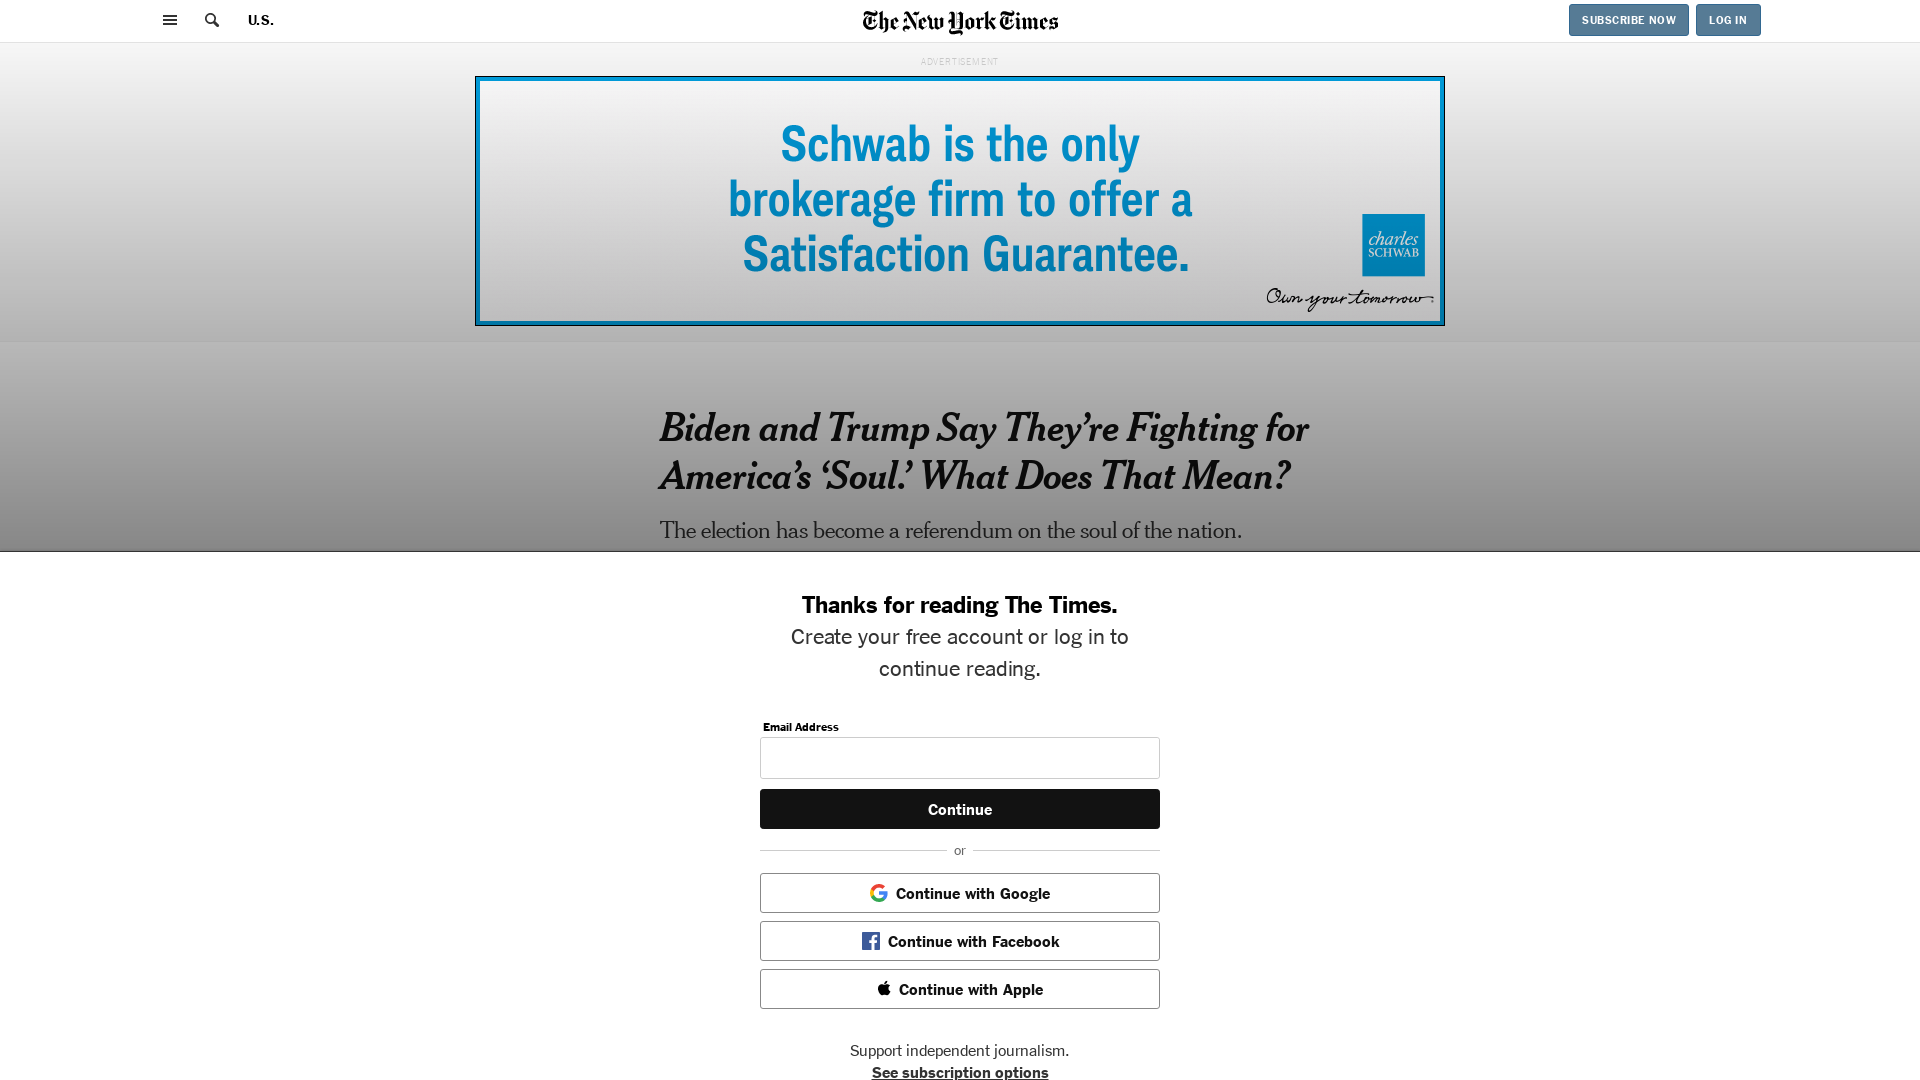 U.S.
The New York Times
SUBSCRIBE NOW
LOG IN
ADVERTISEMENT
Schwab is the only
brokerage firm to offer a
Satisfaction Guarantee.
charles
SCHWAB
Own your tomorrow
Biden and Trump Say They’re Fighting for
America’s ‘Soul.’ What Does That Mean?
The election has become a referendum on the soul of the nation.
Thanks for reading The Times.
Create your free account or log in to
continue reading.
Email Address
Continue
or
Continue with Google
Continue with Facebook
Continue with Apple
Support independent journalism.
See subscription options